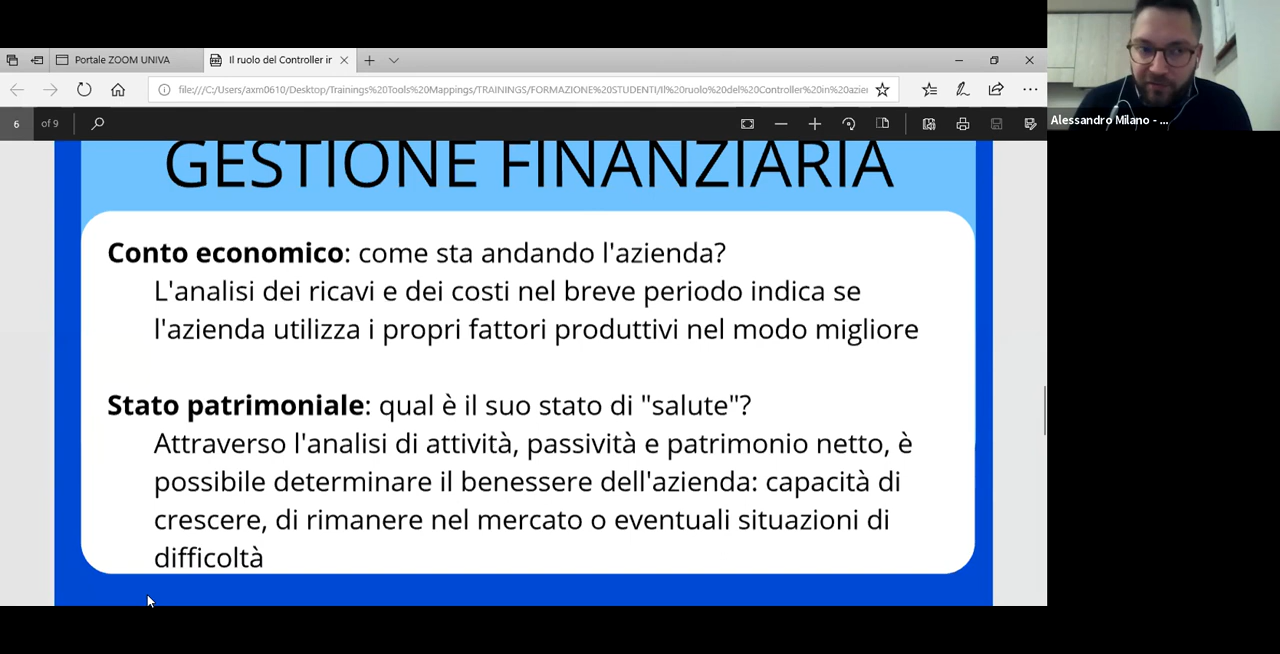 Portale ZOOM UNIVA
Il ruolo del Controller ir
file:///C:/Users/axm0610/Desktop/Trainings%20Tools%20Mappings/TRAININGS/FORMAZIONE%20STUDENTI/Il%20ruolo%20del%20Controller%20in%20azien
6 of 9
Alessandro Milano - ...
GESTIONE FINANZIARIA
Conto economico: come sta andando l'azienda?
L'analisi dei ricavi e dei costi nel breve periodo indica se
l'azienda utilizza i propri fattori produttivi nel modo migliore
Stato patrimoniale: qual è il suo stato di "salute"?
Attraverso l'analisi di attività, passività e patrimonio netto, è
possibile determinare il benessere dell'azienda: capacità di
crescere, di rimanere nel mercato o eventuali situazioni di
difficoltà